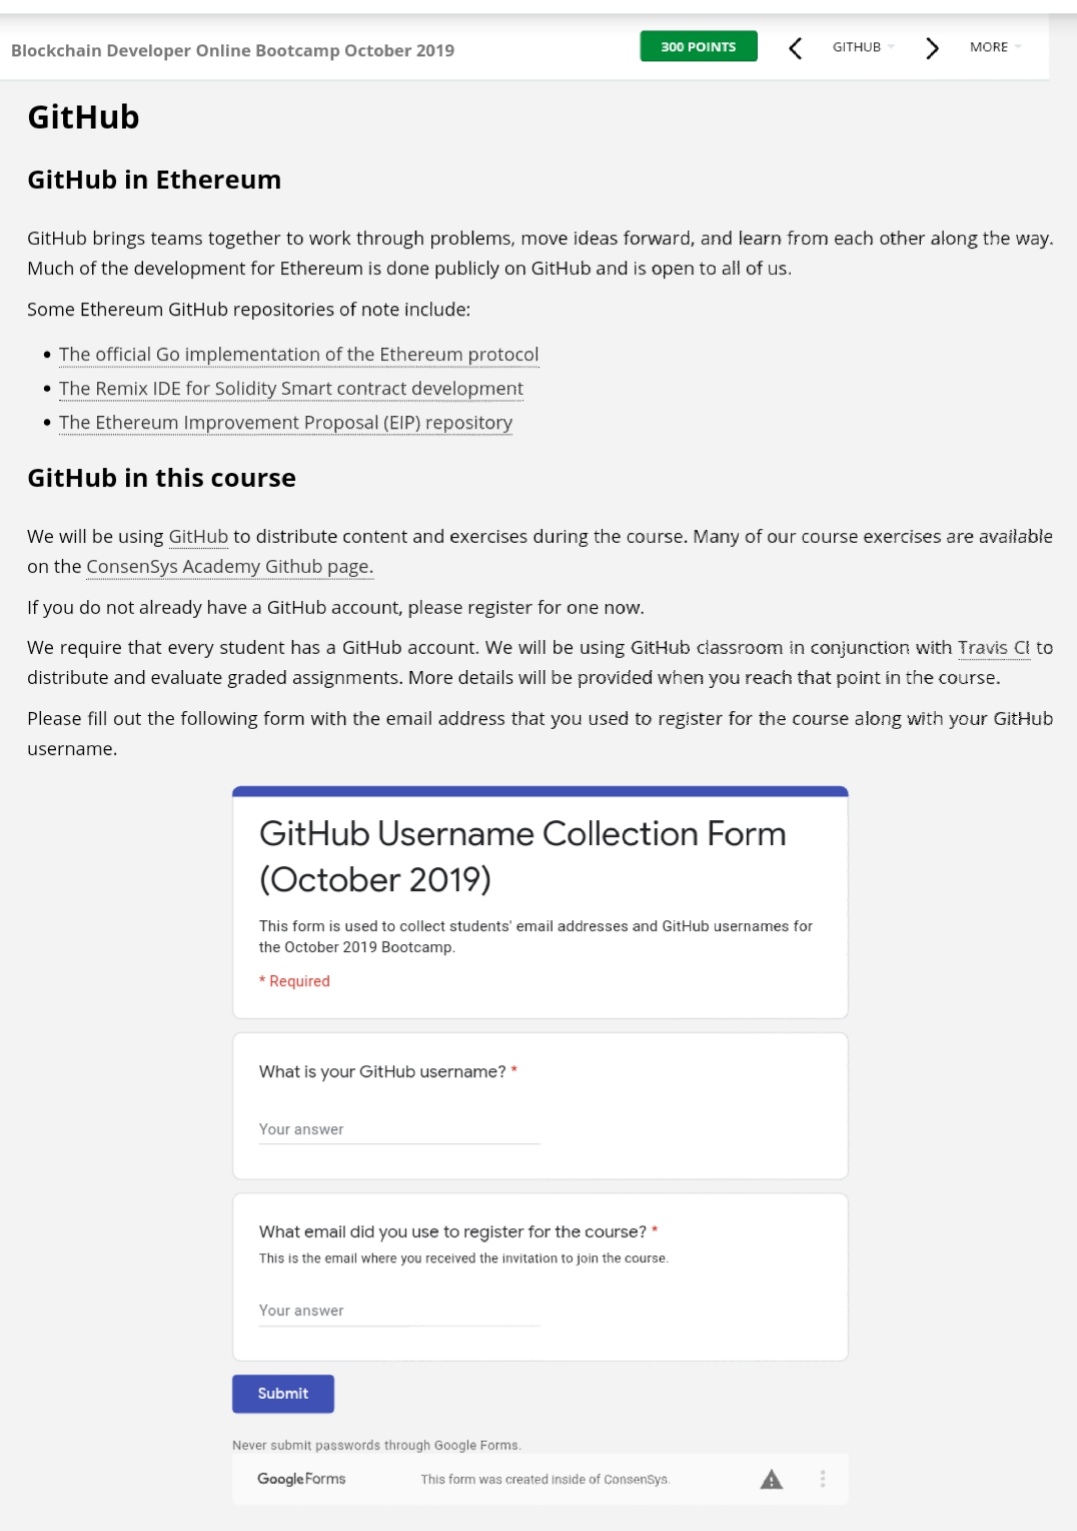 Blockchain Developer Online Bootcamp October 2019
300 POINTS
GITHUB
MORE
GitHub
GitHub in Ethereum
GitHub brings teams together to work through problems, move ideas forward, and learn from each other along the way.
Much of the development for Ethereum is done publicly on GitHub and is open to all of us.
Some Ethereum GitHub repositories of note include:
• The official Go implementation of the Ethereum protocol
• The Remix IDE for Solidity Smart contract development
• The Ethereum Improvement Proposal (EIP) repository
GitHub in this course
We will be using GitHub to distribute content and exercises during the course. Many of our course exercises are available
on the ConsenSys Academy Github page.
If you do not already have a GitHub account, please register for one now.
We require that every student has a GitHub account. We will be using GitHub classroom in conjunction with Travis CI to
distribute and evaluate graded assignments. More details will be provided when you reach that point in the course.
Please fill out the following form with the email address that you used to register for the course along with your GitHub
username.
GitHub Username Collection Form
(October 2019)
This form is used to collect students' email addresses and GitHub usernames for
the October 2019 Bootcamp.
* Required
What is your GitHub username? *
Your answer
What email did you use to register for the course? *
This is the email where you received the invitation to join the course.
Your answer
Submit
Never submit passwords through Google Forms.
Google Forms
This form was created inside of ConsenSys.